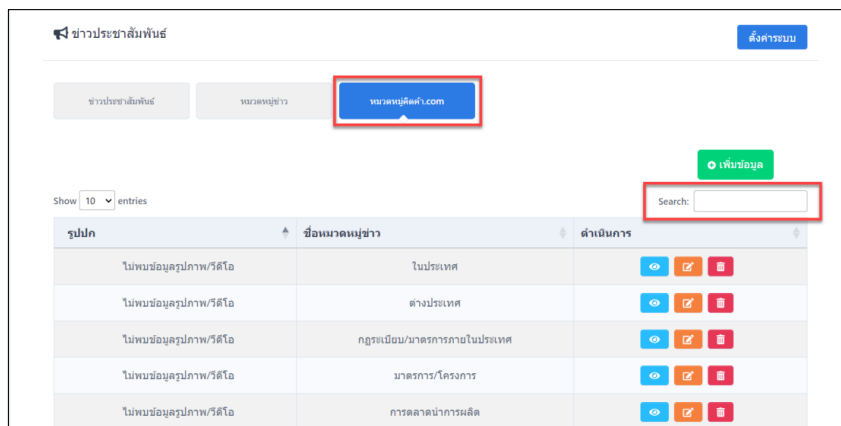 ข่าวประชาสัมพันธ์
ตั้งค่าระบบ
ข่าวประชาสัมพันธ์ หมวดหมู่ข่าว หมวดหมู่คิดค้า.com
เพิ่มข้อมูล
Show 10 entries Search:
รูปปก ชื่อหมวดหมู่ข่าว ดำเนินการ
ไม่พบข้อมูลรูปภาพ/วีดีโอ ในประเทศ
ไม่พบข้อมูลรูปภาพ/วีดีโอ ต่างประเทศ
ไม่พบข้อมูลรูปภาพ/วีดีโอ กฎระเบียบ/มาตรการภายในประเทศ
ไม่พบข้อมูลรูปภาพ/วีดีโอ มาตรการ/โครงการ
ไม่พบข้อมูลรูปภาพ/วีดีโอ การตลาดนำการผลิต